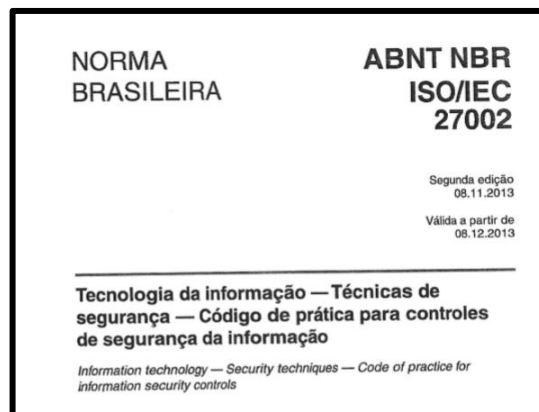 NORMA
BRASILEIRA
ABNT NBR
ISO/IEC
27002
Segunda edição
08.11.2013
Válida a partir de
08.12.2013
Tecnologia da informação — Técnicas de
segurança — Código de prática para controles
de segurança da informação
Information technology — Security techniques — Code of practice for
information security controls